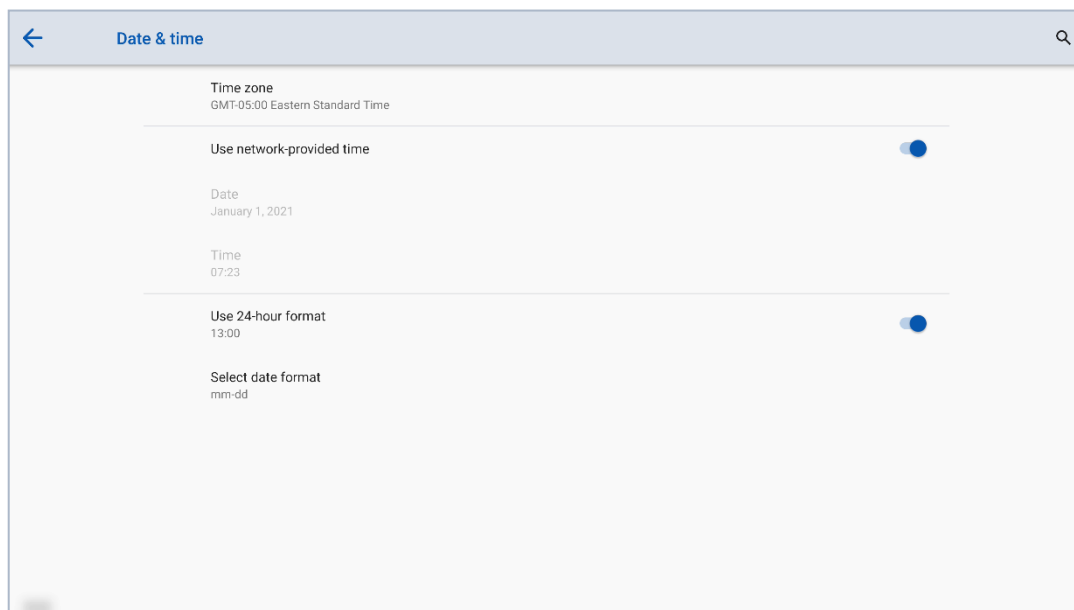 Date & time
Time zone
GMT-05:00 Eastern Standard Time
Use network-provided time
Date
January 1, 2021
Time
07:23
Use 24-hour format
13:00
Select date format
mm-dd